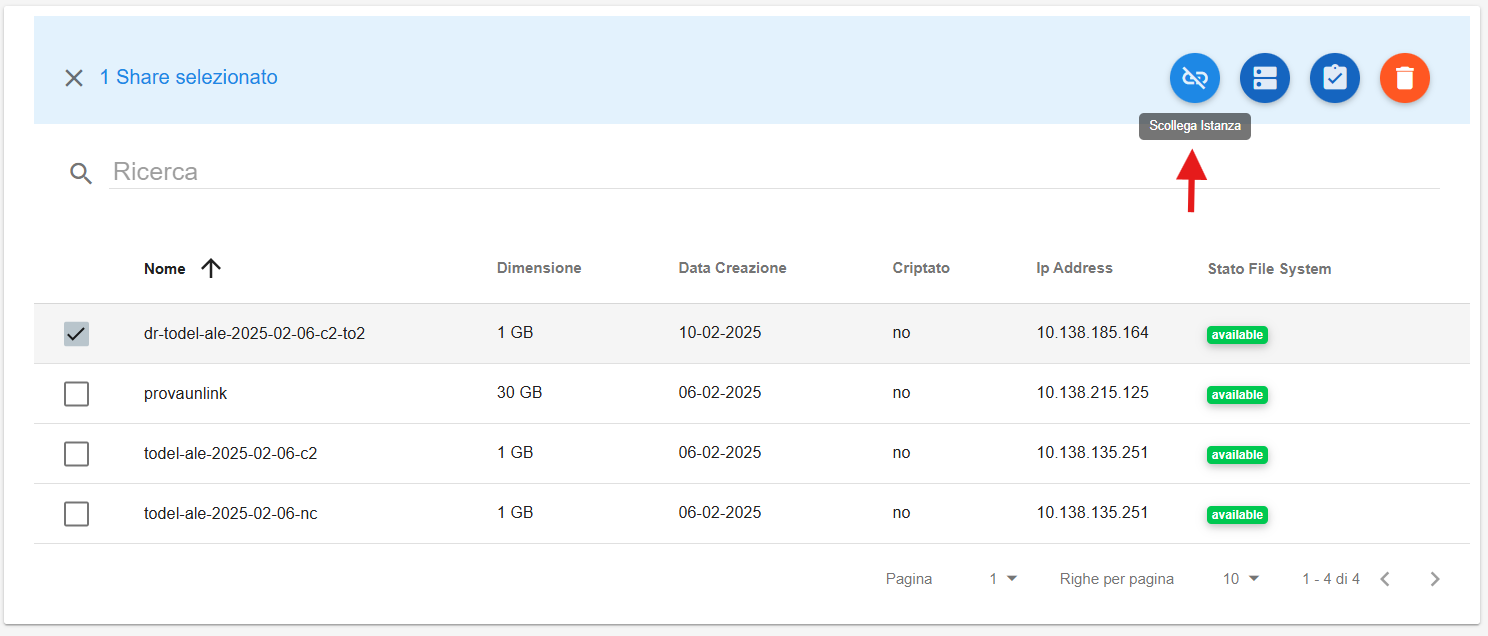 1 Share selezionato
Scollega Istanza
Ricerca
Nome Dimensione Data Creazione Criptato Ip Address Stato File System
dr-todel-ale-2025-02-06-c2-to2 1 GB 10-02-2025 no 10.138.185.164 available
provaunlink 30 GB 06-02-2025 no 10.138.215.125 available
todel-ale-2025-02-06-c2 1 GB 06-02-2025 no 10.138.135.251 available
todel-ale-2025-02-06-nc 1 GB 06-02-2025 no 10.138.135.251 available
Pagina 1 Righe per pagina 10 1 - 4 di 4